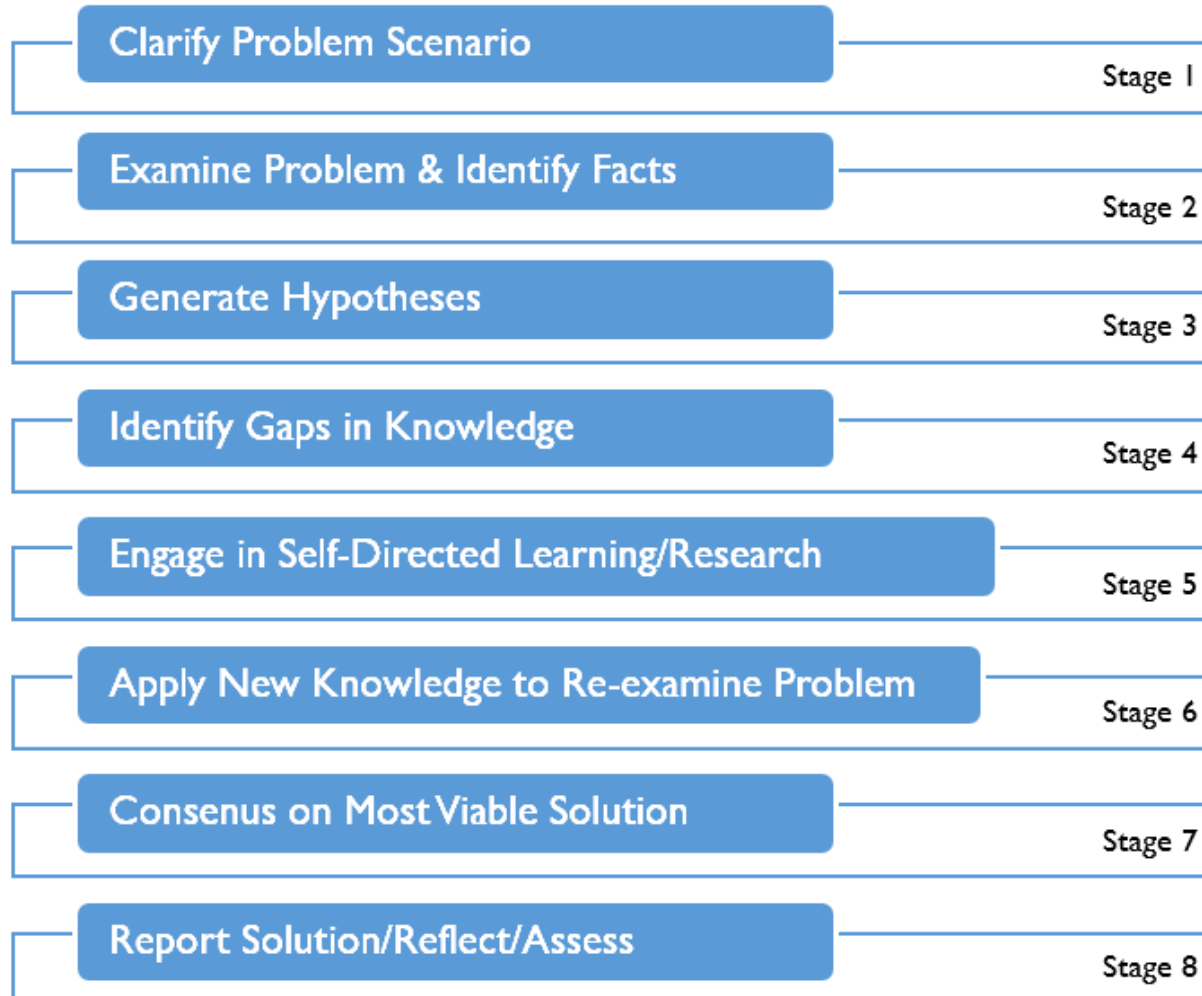 Clarify Problem Scenario
Stage 1
Examine Problem & Identify Facts
Stage 2
Generate Hypotheses
Stage 3
Identify Gaps in Knowledge
Stage 4
Engage in Self-Directed Learning/Research
Stage 5
Apply New Knowledge to Re-examine Problem
Stage 6
Consenus on Most Viable Solution
Stage 7
Report Solution/Reflect/Assess
Stage 8